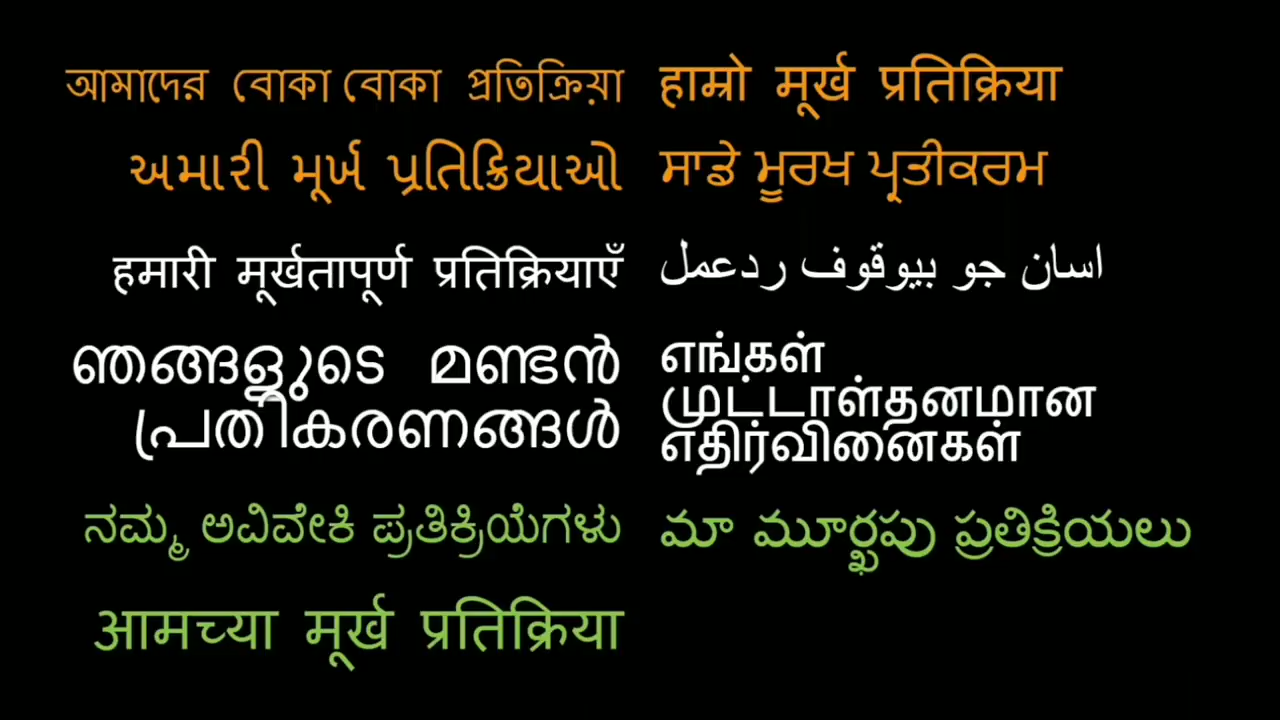 আমাদের বোকা বোকা প্রতিক্রিয়া
हाम्रो मूर्ख प्रतिक्रिया
અમારી મૂર્ખ પ્રતિક્રિયાઓ
ਸਾਡੇ ਮੂਰਖ ਪ੍ਰਤੀਕਰਮ
हमारी मूर्खतापूर्ण प्रतिक्रियाएँ
اسان جو بيوقوف ردعمل
ഞങ്ങളുടെ മണ്ടൻ
പ്രതികരണങ്ങൾ
எங்கள்
முட்டாள்தனமான
எதிர்வினைகள்
ನಮ್ಮ ಅವಿವೇಕಿ ಪ್ರತಿಕ್ರಿಯೆಗಳು
మా మూర్ఖపు ప్రతిక్రియలు
आमच्या मूर्ख प्रतिक्रिया